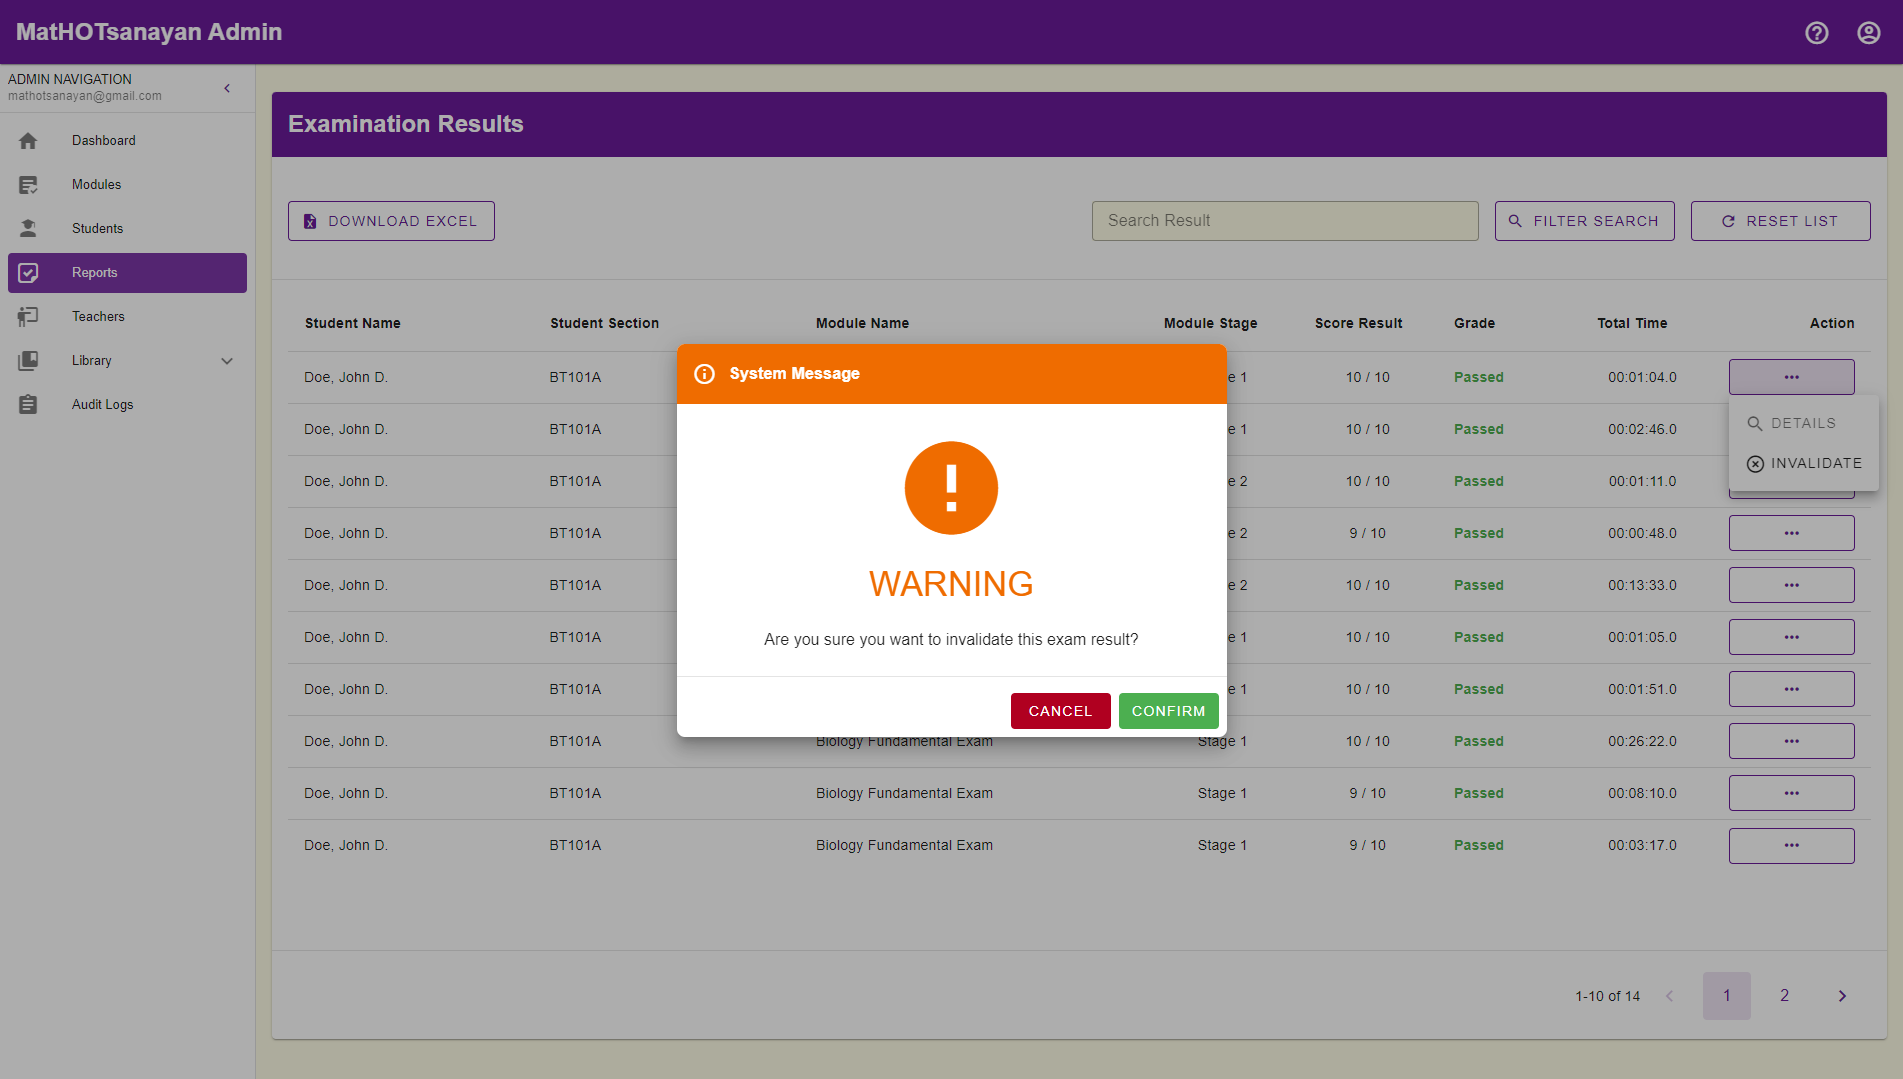 MatHOTsanayan Admin
ADMIN NAVIGATION
mathotsanayan@gmail.com
Dashboard
Modules
Students
Reports
Teachers
Library
Audit Logs
Examination Results
DOWNLOAD EXCEL
Search Result
FILTER SEARCH
RESET LIST
Student Name Student Section Module Name Module Stage Score Result Grade Total Time Action
Doe, John D. BT101A e 1 10 / 10 Passed 00:01:04.0 ...
Doe, John D. BT101A e 1 10 / 10 Passed 00:02:46.0
Doe, John D. BT101A e 2 10 / 10 Passed 00:01:11.0
Doe, John D. BT101A e 2 9 / 10 Passed 00:00:48.0 ...
Doe, John D. BT101A e 2 10 / 10 Passed 00:13:33.0 ...
Doe, John D. BT101A e 1 10 / 10 Passed 00:01:05.0 ...
Doe, John D. BT101A e 1 10 / 10 Passed 00:01:51.0 ...
Doe, John D. BT101A Biology Fundamental Exam Stage 1 10 / 10 Passed 00:26:22.0 ...
Doe, John D. BT101A Biology Fundamental Exam Stage 1 9 / 10 Passed 00:08:10.0 ...
Doe, John D. BT101A Biology Fundamental Exam Stage 1 9 / 10 Passed 00:03:17.0 ...
DETAILS
INVALIDATE
System Message
WARNING
Are you sure you want to invalidate this exam result?
CANCEL CONFIRM
1-10 of 14 1 2